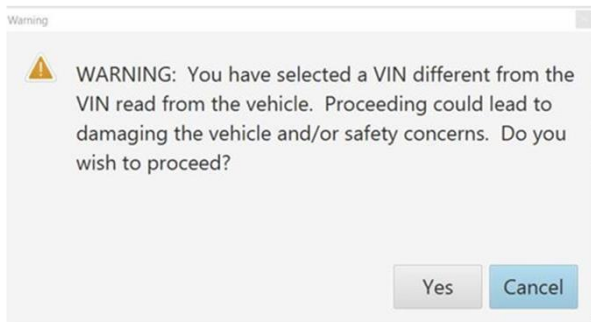 Warning
WARNING: You have selected a VIN different from the
VIN read from the vehicle. Proceeding could lead to
damaging the vehicle and/or safety concerns. Do you
wish to proceed?
Yes Cancel